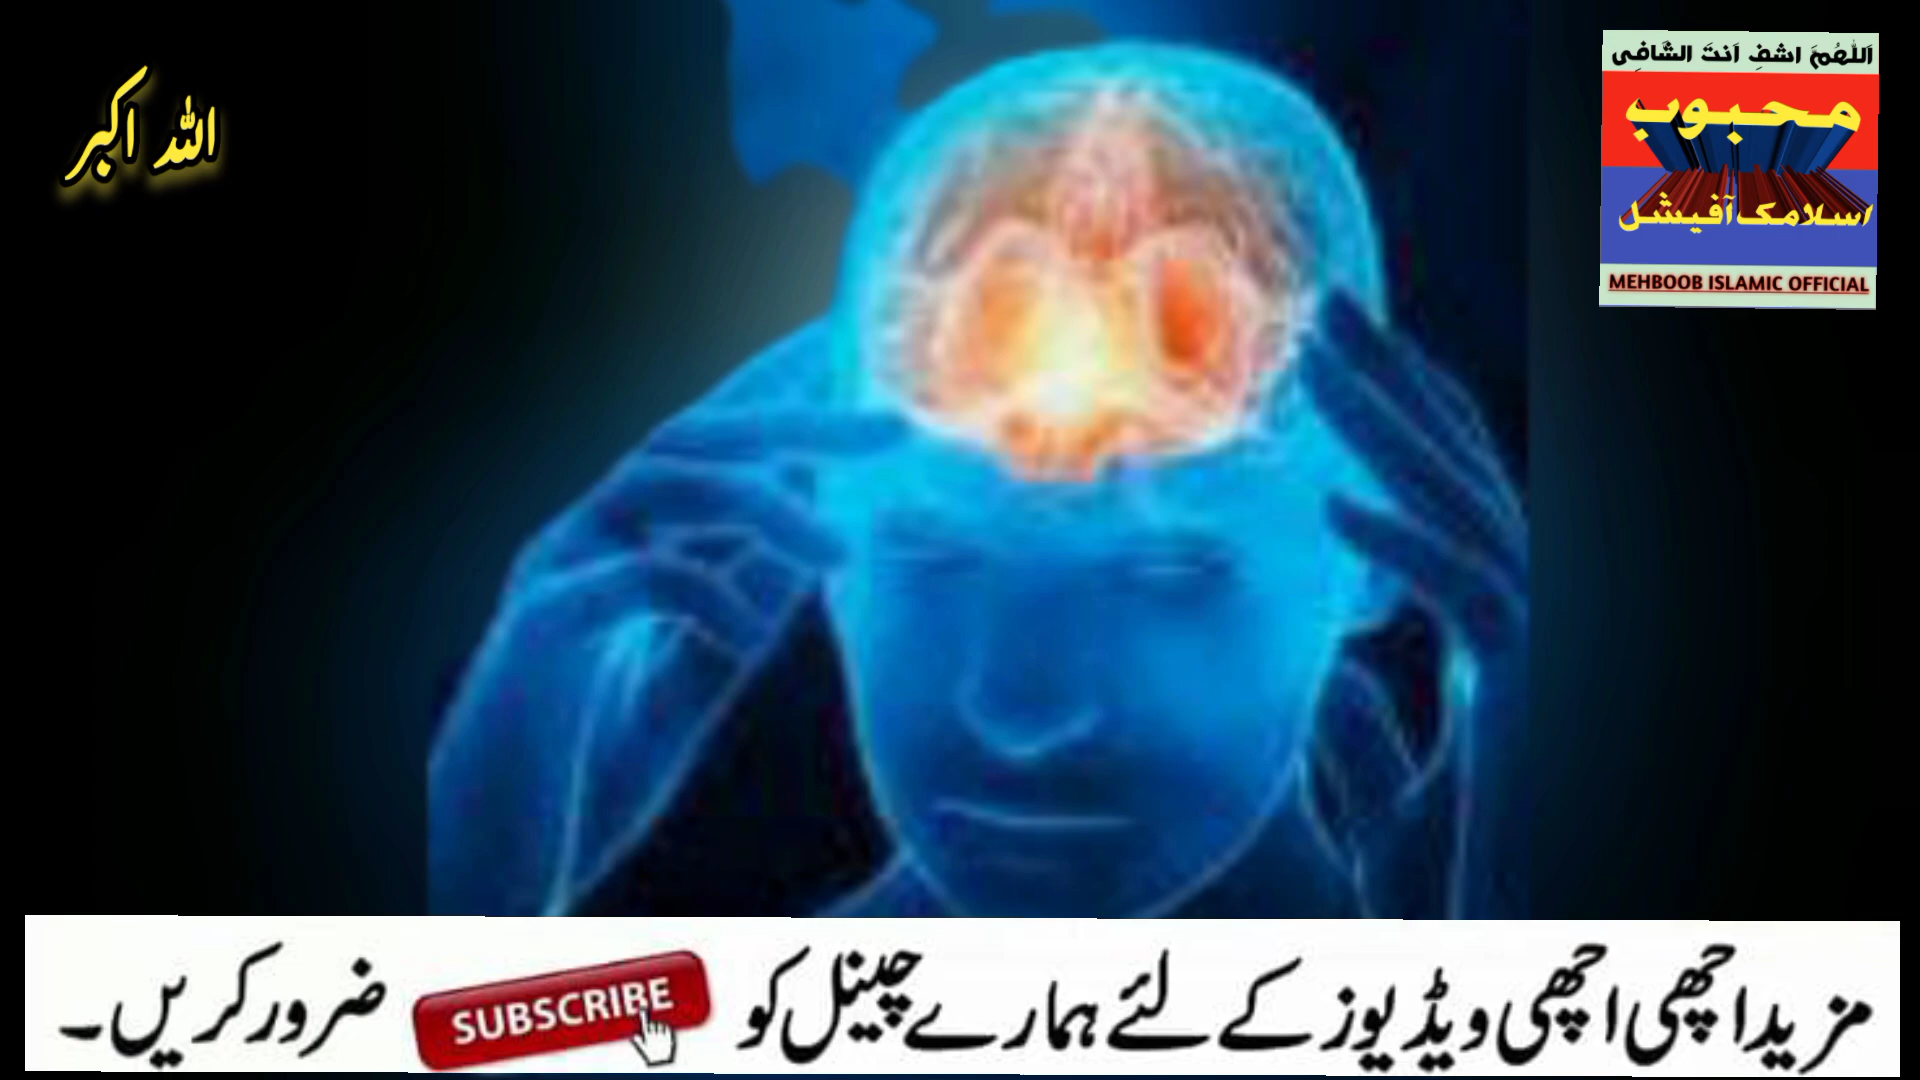 الله اکبر
اَللّٰهُمَّ اشْفِ اَنْتَ الشَّافِی
محبوب
اسلامک آفیشل
MEHBOOB ISLAMIC OFFICIAL
مزید اچھی اچھی ویڈیوز کے لئے ہمارے چینل کو SUBSCRIBE ضرور کریں۔